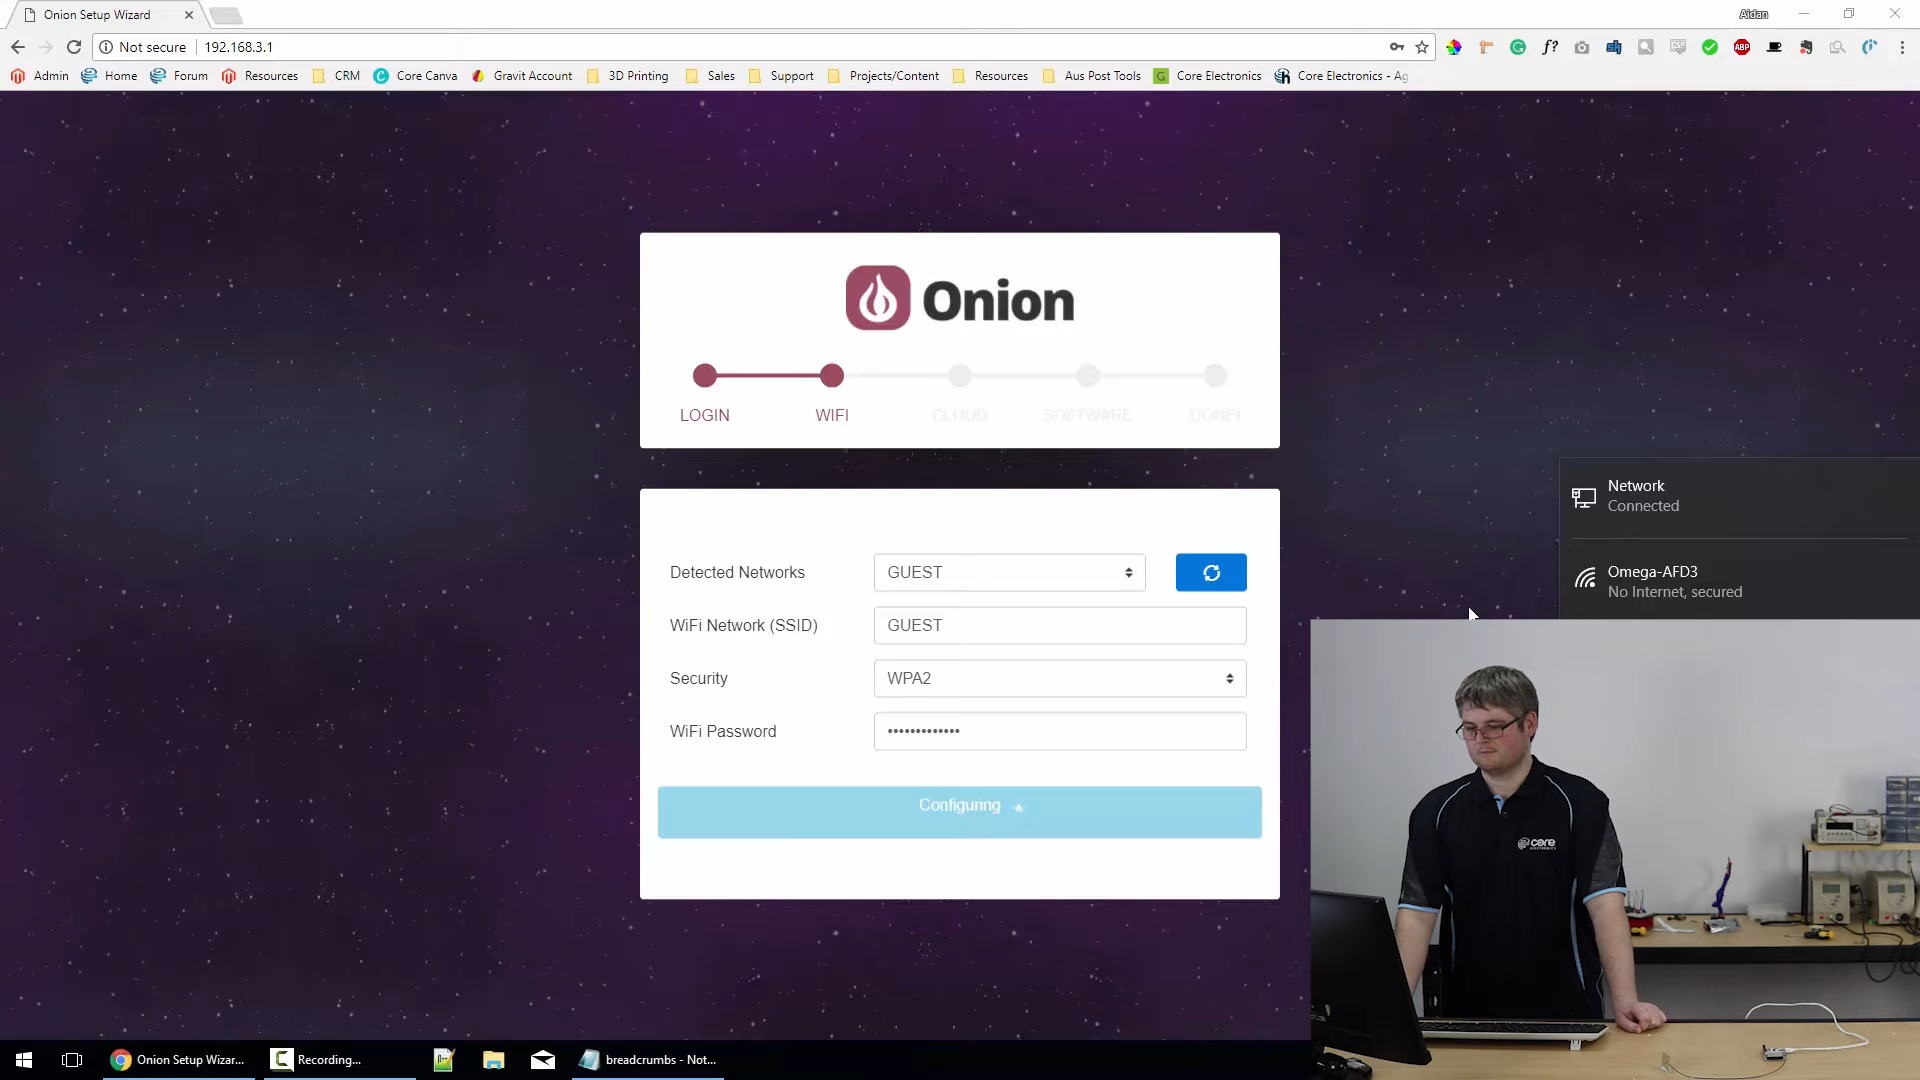 Onion Setup Wizard
Aidan
Not secure
192.168.3.1
ABP
Admin
Home
Forum
Resources
CRM
Core Canva
Gravit Account
3D Printing
Sales
Support
Projects/Content
Resources
Aus Post Tools
Core Electronics
Core Electronics - Ag
Onion
LOGIN
WIFI
CLOUD
SOFTWARE
DONE!
Network
Connected
Omega-AFD3
No Internet, secured
Detected Networks
GUEST
WiFi Network (SSID)
GUEST
Security
WPA2
WiFi Password
Configuring
core
ELECTRONICS
Onion Setup Wizar...
Recording...
breadcrumbs - Not...